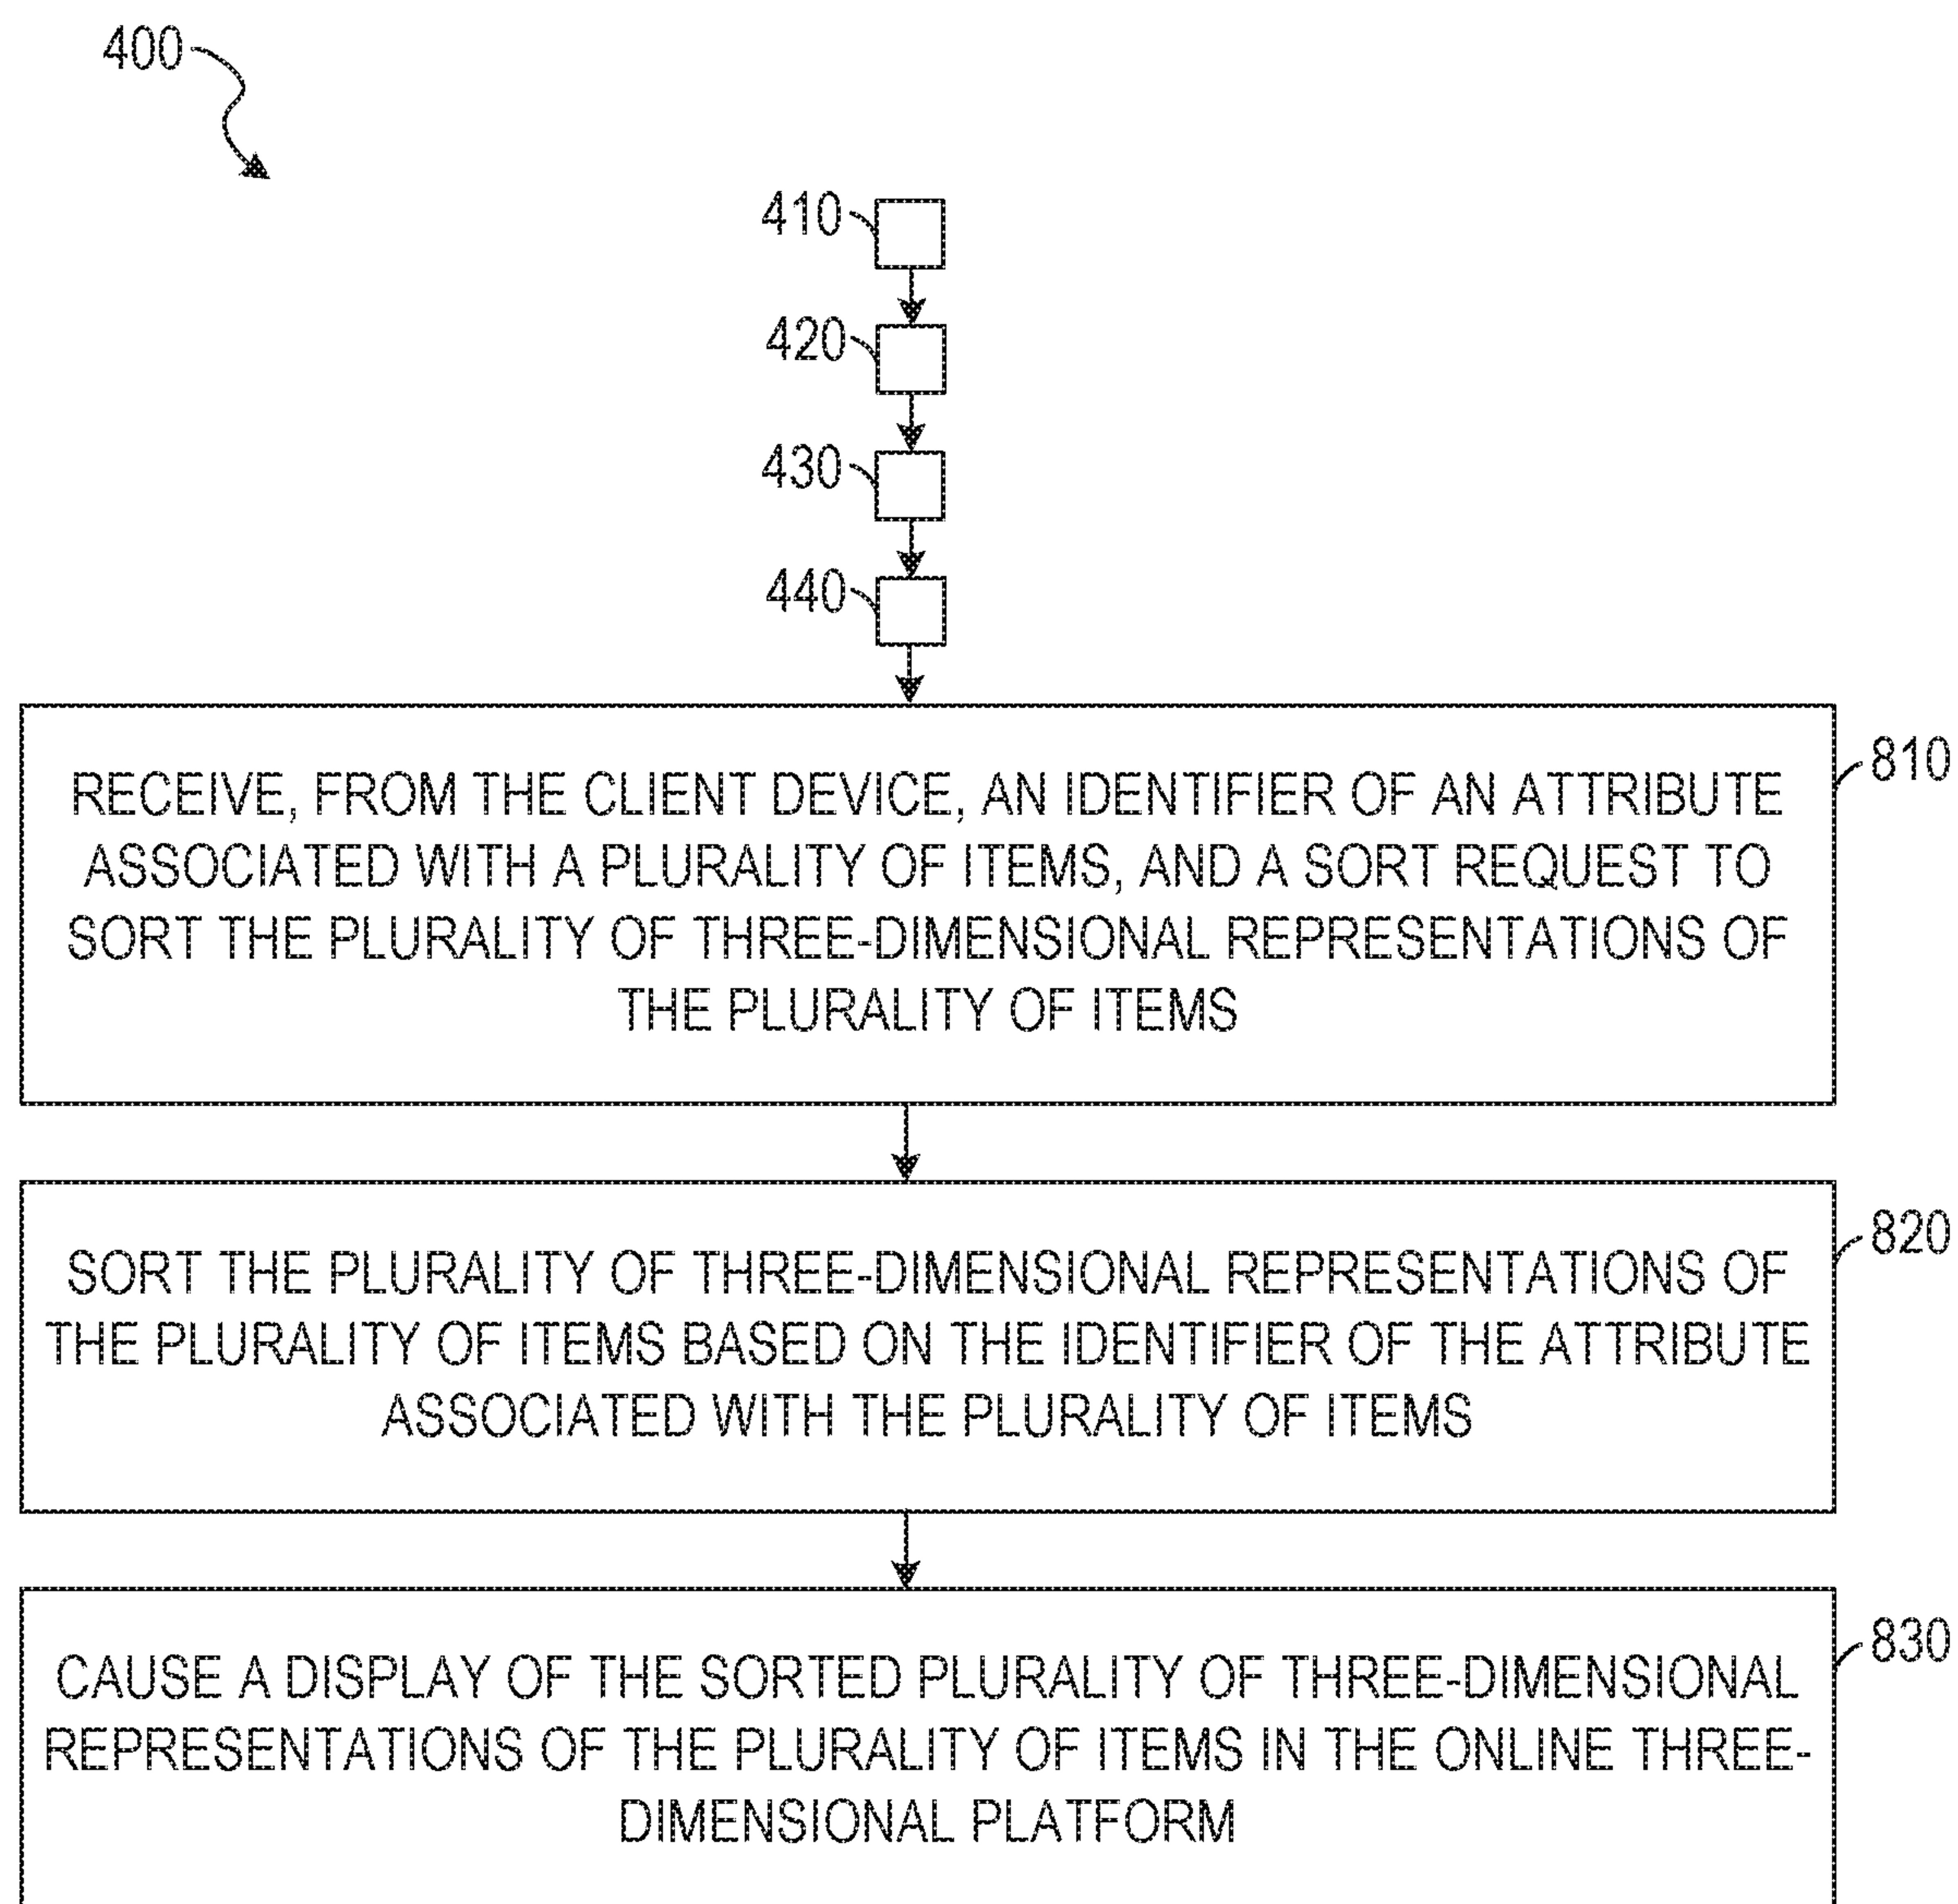 400
410
420
430
440
810
RECEIVE, FROM THE CLIENT DEVICE, AN IDENTIFIER OF AN ATTRIBUTE
ASSOCIATED WITH A PLURALITY OF ITEMS, AND A SORT REQUEST TO
SORT THE PLURALITY OF THREE-DIMENSIONAL REPRESENTATIONS OF
THE PLURALITY OF ITEMS
820
SORT THE PLURALITY OF THREE-DIMENSIONAL REPRESENTATIONS OF
THE PLURALITY OF ITEMS BASED ON THE IDENTIFIER OF THE ATTRIBUTE
ASSOCIATED WITH THE PLURALITY OF ITEMS
830
CAUSE A DISPLAY OF THE SORTED PLURALITY OF THREE-DIMENSIONAL
REPRESENTATIONS OF THE PLURALITY OF ITEMS IN THE ONLINE THREE-
DIMENSIONAL PLATFORM